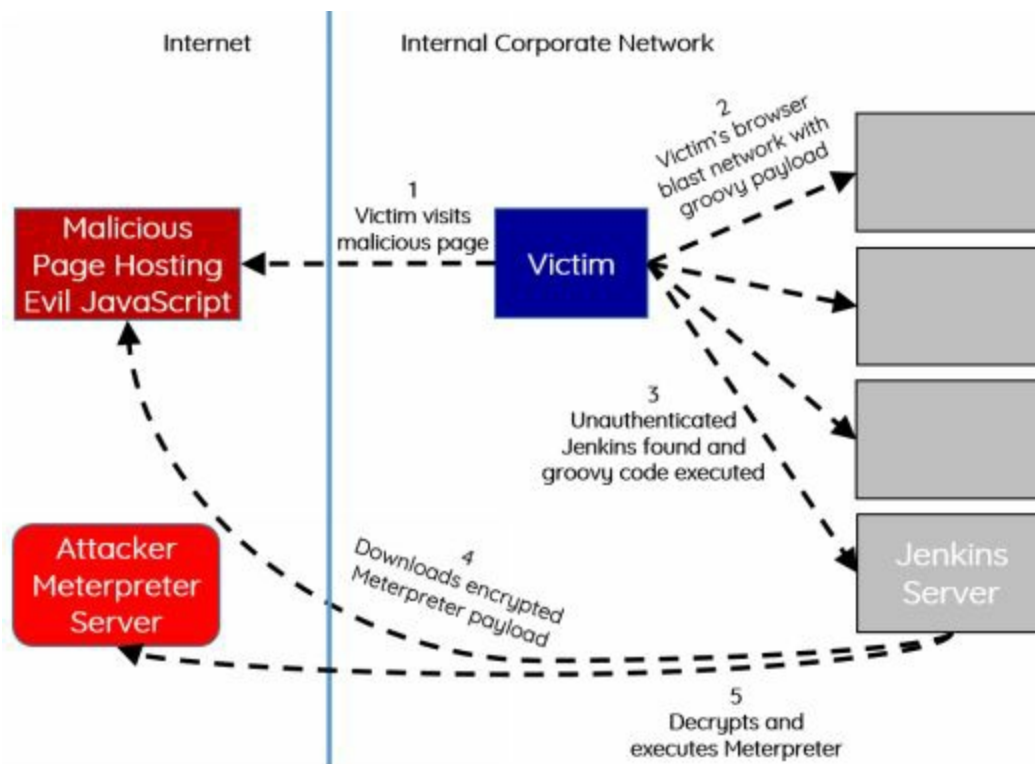 Internet
Internal Corporate Network
2
Victim's browser
blast network with
groovy payload
1
Victim visits
malicious page
Malicious
Page Hosting
Evil JavaScript
Victim
3
Unauthenticated
Jenkins found and
groovy code executed
Attacker
Meterpreter
Server
4
Downloads encrypted
Meterpreter payload
Jenkins
Server
5
Decrypts and
executes Meterpreter